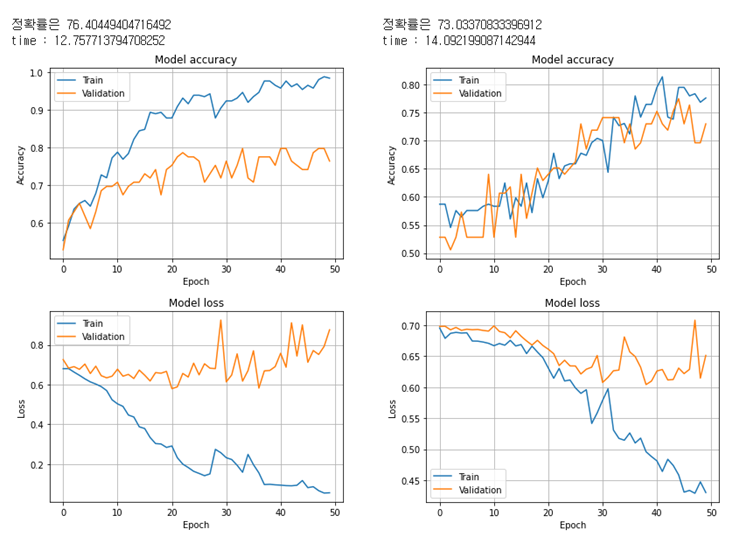 정확률은 76.40449404716492
time : 12.757713794708252
Model accuracy
Train
Validation
Accuracy
1.0
0.9
0.8
0.7
0.6
0 10 20 30 40 50
Epoch
Model loss
Train
Validation
Loss
0.8
0.6
0.4
0.2
0 10 20 30 40 50
Epoch
정확률은 73.03370833396912
time : 14.092199087142944
Model accuracy
Train
Validation
Accuracy
0.80
0.75
0.70
0.65
0.60
0.55
0.50
0 10 20 30 40 50
Epoch
Model loss
Loss
0.70
0.65
0.60
0.55
0.50
0.45
Train
Validation
0 10 20 30 40 50
Epoch